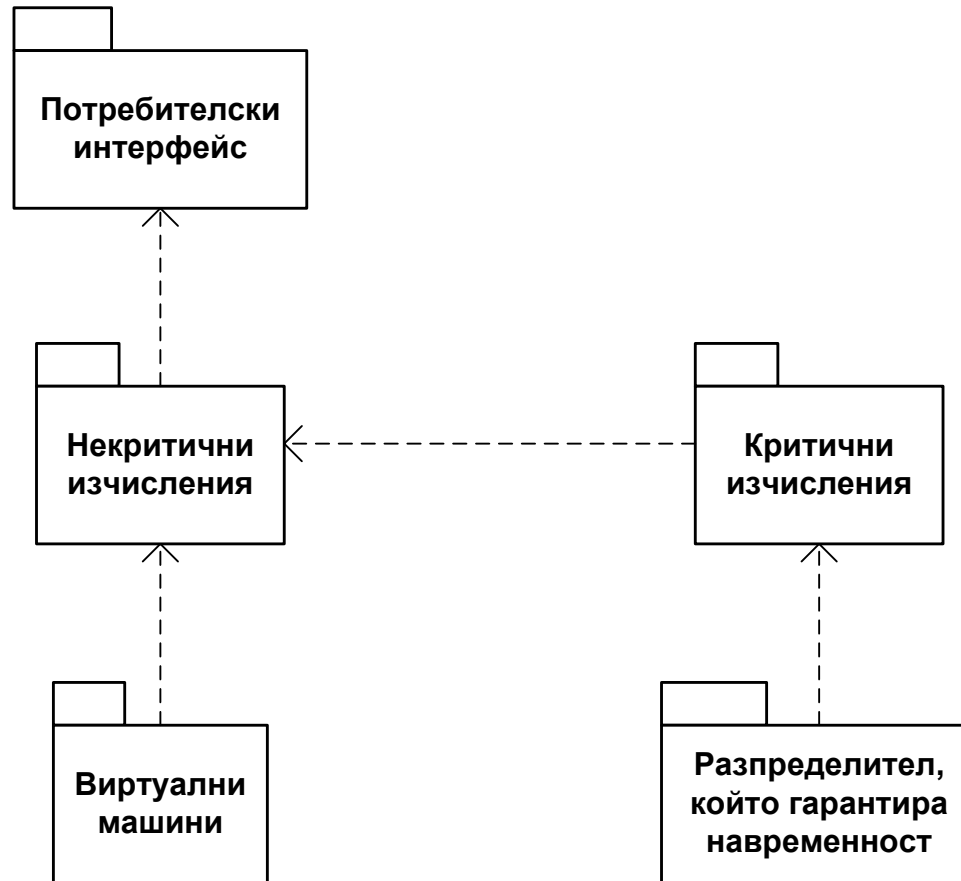 Потребителски
интерфейс
Некритични
изчисления
Критични
изчисления
Виртуални
машини
Разпределител,
който гарантира
навременност